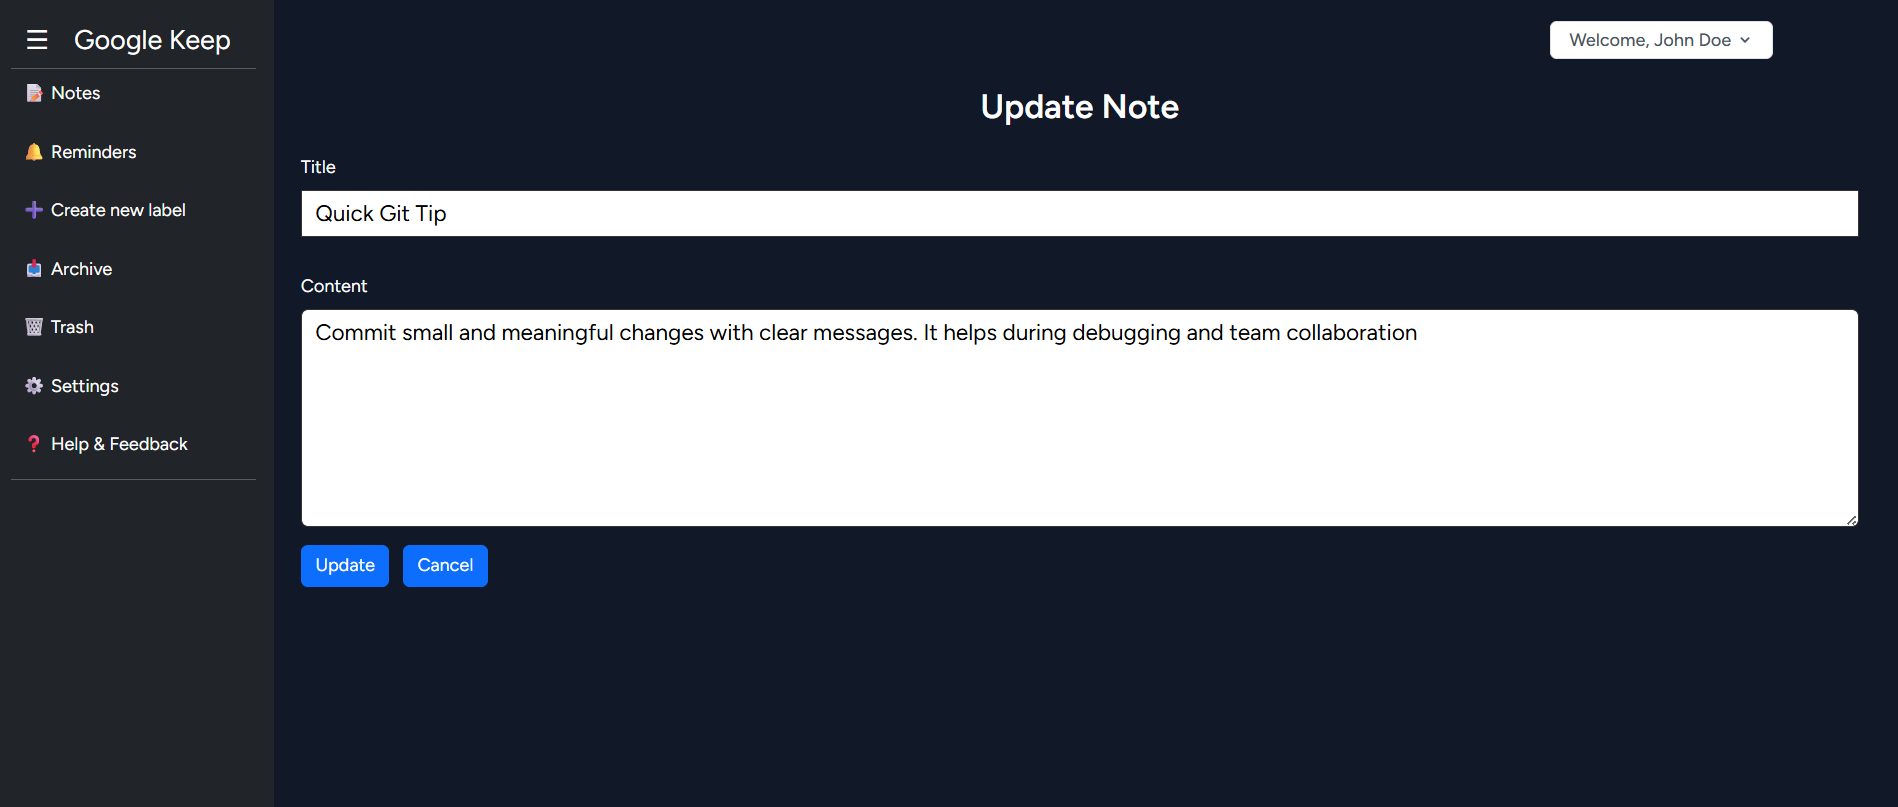 ☰ Google Keep
Welcome, John Doe
📝 Notes
🔔 Reminders
➕ Create new label
📥 Archive
🗑️ Trash
⚙️ Settings
❓ Help & Feedback
Update Note
Title
Quick Git Tip
Content
Commit small and meaningful changes with clear messages. It helps during debugging and team collaboration
Update
Cancel